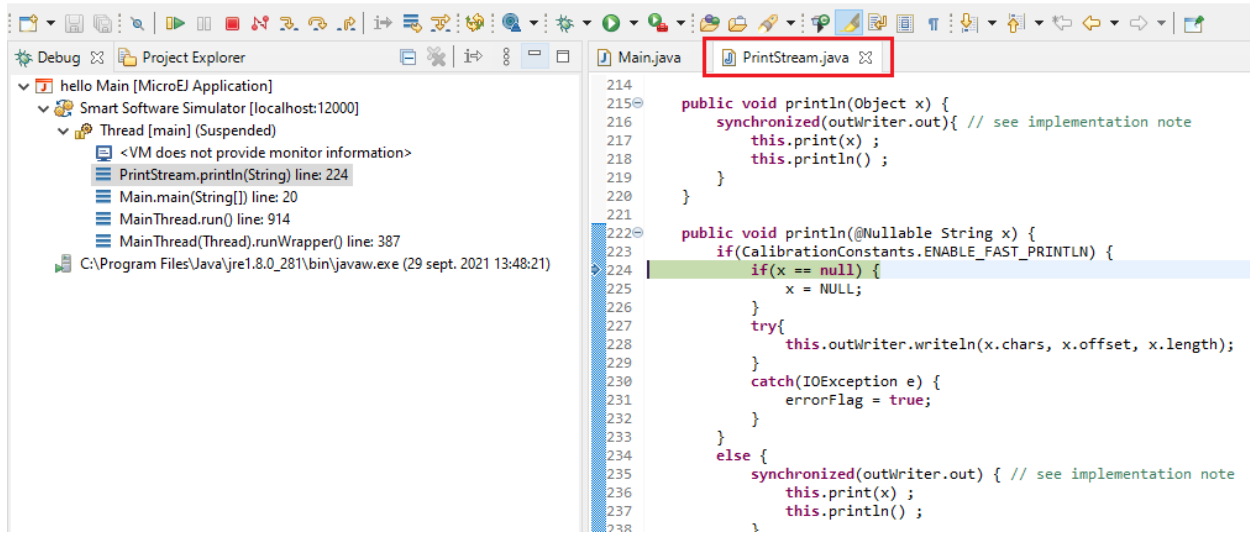 Debug Project Explorer
hello Main [MicroEJ Application]
Smart Software Simulator [localhost:12000]
Thread [main] (Suspended)
<VM does not provide monitor information>
PrintStream.println(String) line: 224
Main.main(String[]) line: 20
MainThread.run() line: 914
MainThread(Thread).runWrapper() line: 387
C:\Program Files\Java\jre1.8.0_281\bin\javaw.exe (29 sept. 2021 13:48:21)
Main.java PrintStream.java
214
215 public void println(Object x) {
216 synchronized(outWriter.out){ // see implementation note
217 this.print(x) ;
218 this.println() ;
219 }
220 }
221
222 public void println(@Nullable String x) {
223 if(CalibrationConstants.ENABLE_FAST_PRINTLN) {
224 if(x == null) {
225 x = NULL;
226 }
227 try{
228 this.outWriter.writeln(x.chars, x.offset, x.length);
229 }
230 catch(IOException e) {
231 errorFlag = true;
232 }
233 }
234 else {
235 synchronized(outWriter.out) { // see implementation note
236 this.print(x) ;
237 this.println() ;
238 }